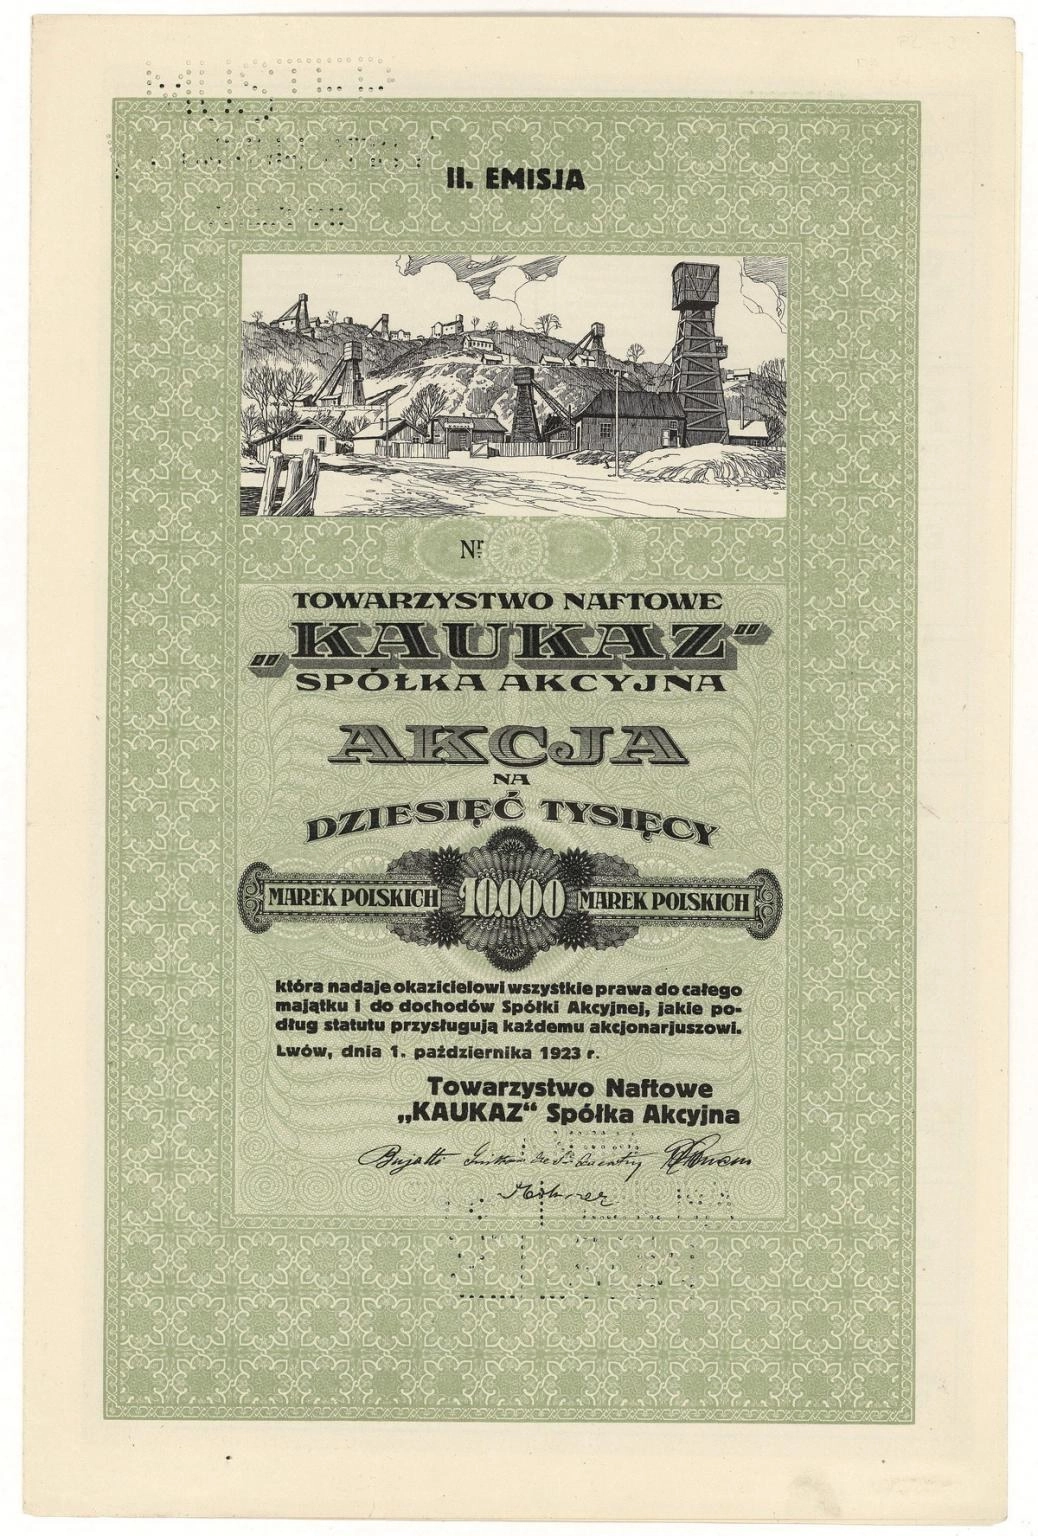 MUSTER
II. EMISJA
Nr
TOWARZYSTWO NAFTOWE
„KAUKAZ”
SPÓŁKA AKCYJNA
AKCJA
NA
DZIESIĘĆ TYSIĘCY
MAREK POLSKICH 10.000 MAREK POLSKICH
która nadaje okazicielowi wszystkie prawa do całego
majątku i do dochodów Spółki Akcyjnej, jakie po-
dług statutu przysługują każdemu akcjonarjuszowi.
Lwów, dnia 1. października 1923 r.
Towarzystwo Naftowe
„KAUKAZ“ Spółka Akcyjna